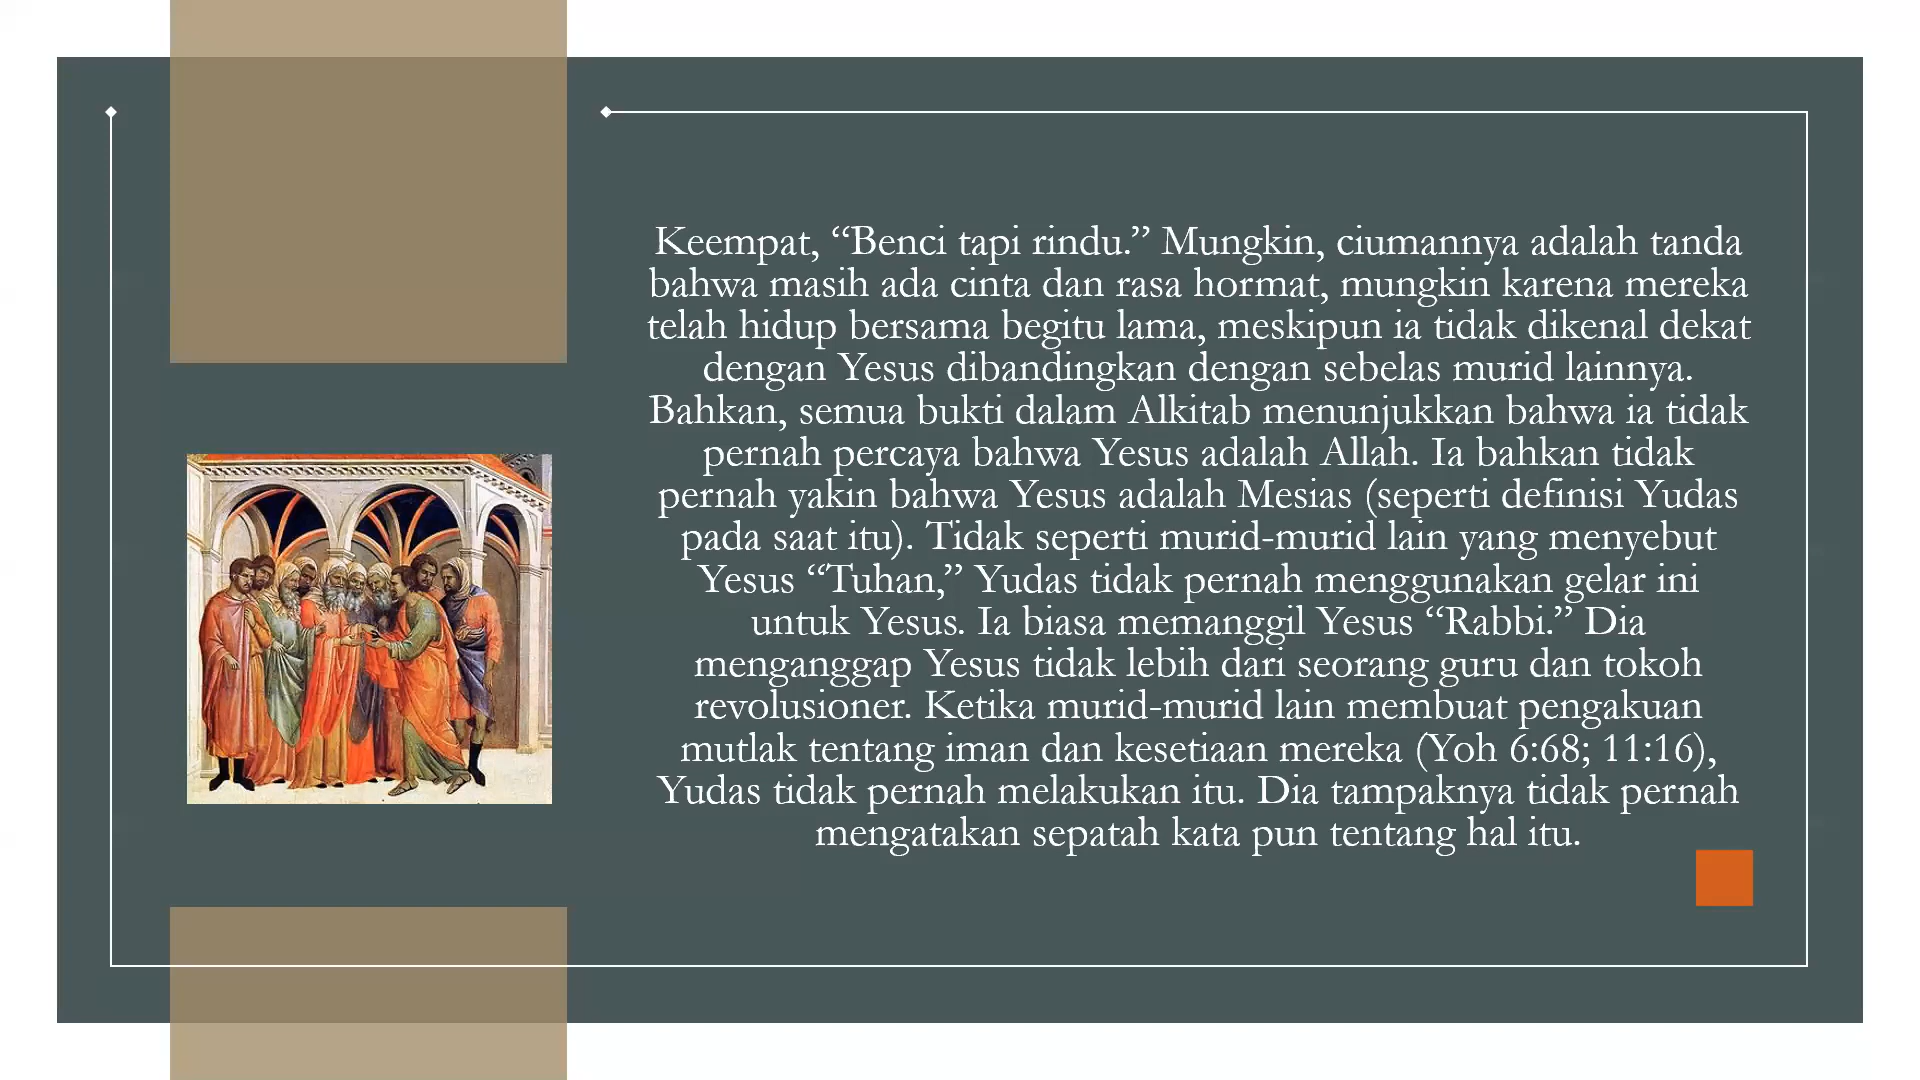 Keempat, “Benci tapi rindu.” Mungkin, ciumannya adalah tanda
bahwa masih ada cinta dan rasa hormat, mungkin karena mereka
telah hidup bersama begitu lama, meskipun ia tidak dikenal dekat
dengan Yesus dibandingkan dengan sebelas murid lainnya.
Bahkan, semua bukti dalam Alkitab menunjukkan bahwa ia tidak
pernah percaya bahwa Yesus adalah Allah. Ia bahkan tidak
pernah yakin bahwa Yesus adalah Mesias (seperti definisi Yudas
pada saat itu). Tidak seperti murid-murid lain yang menyebut
Yesus “Tuhan,” Yudas tidak pernah menggunakan gelar ini
untuk Yesus. Ia biasa memanggil Yesus “Rabbi.” Dia
menganggap Yesus tidak lebih dari seorang guru dan tokoh
revolusioner. Ketika murid-murid lain membuat pengakuan
mutlak tentang iman dan kesetiaan mereka (Yoh 6:68; 11:16),
Yudas tidak pernah melakukan itu. Dia tampaknya tidak pernah
mengatakan sepatah kata pun tentang hal itu.